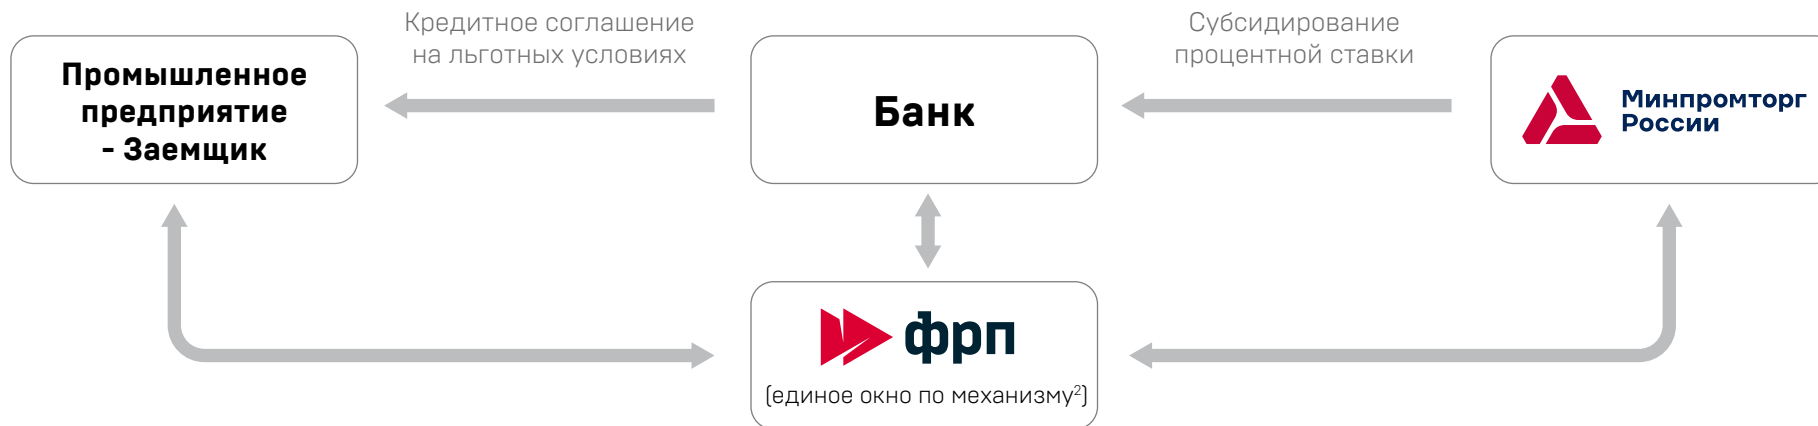 Кредитное соглашение
на льготных условиях
Субсидирование
процентной ставки
Промышленное
предприятие
- Заемщик
Банк
Минпромторг
России
фрп
(единое окно по механизму²)